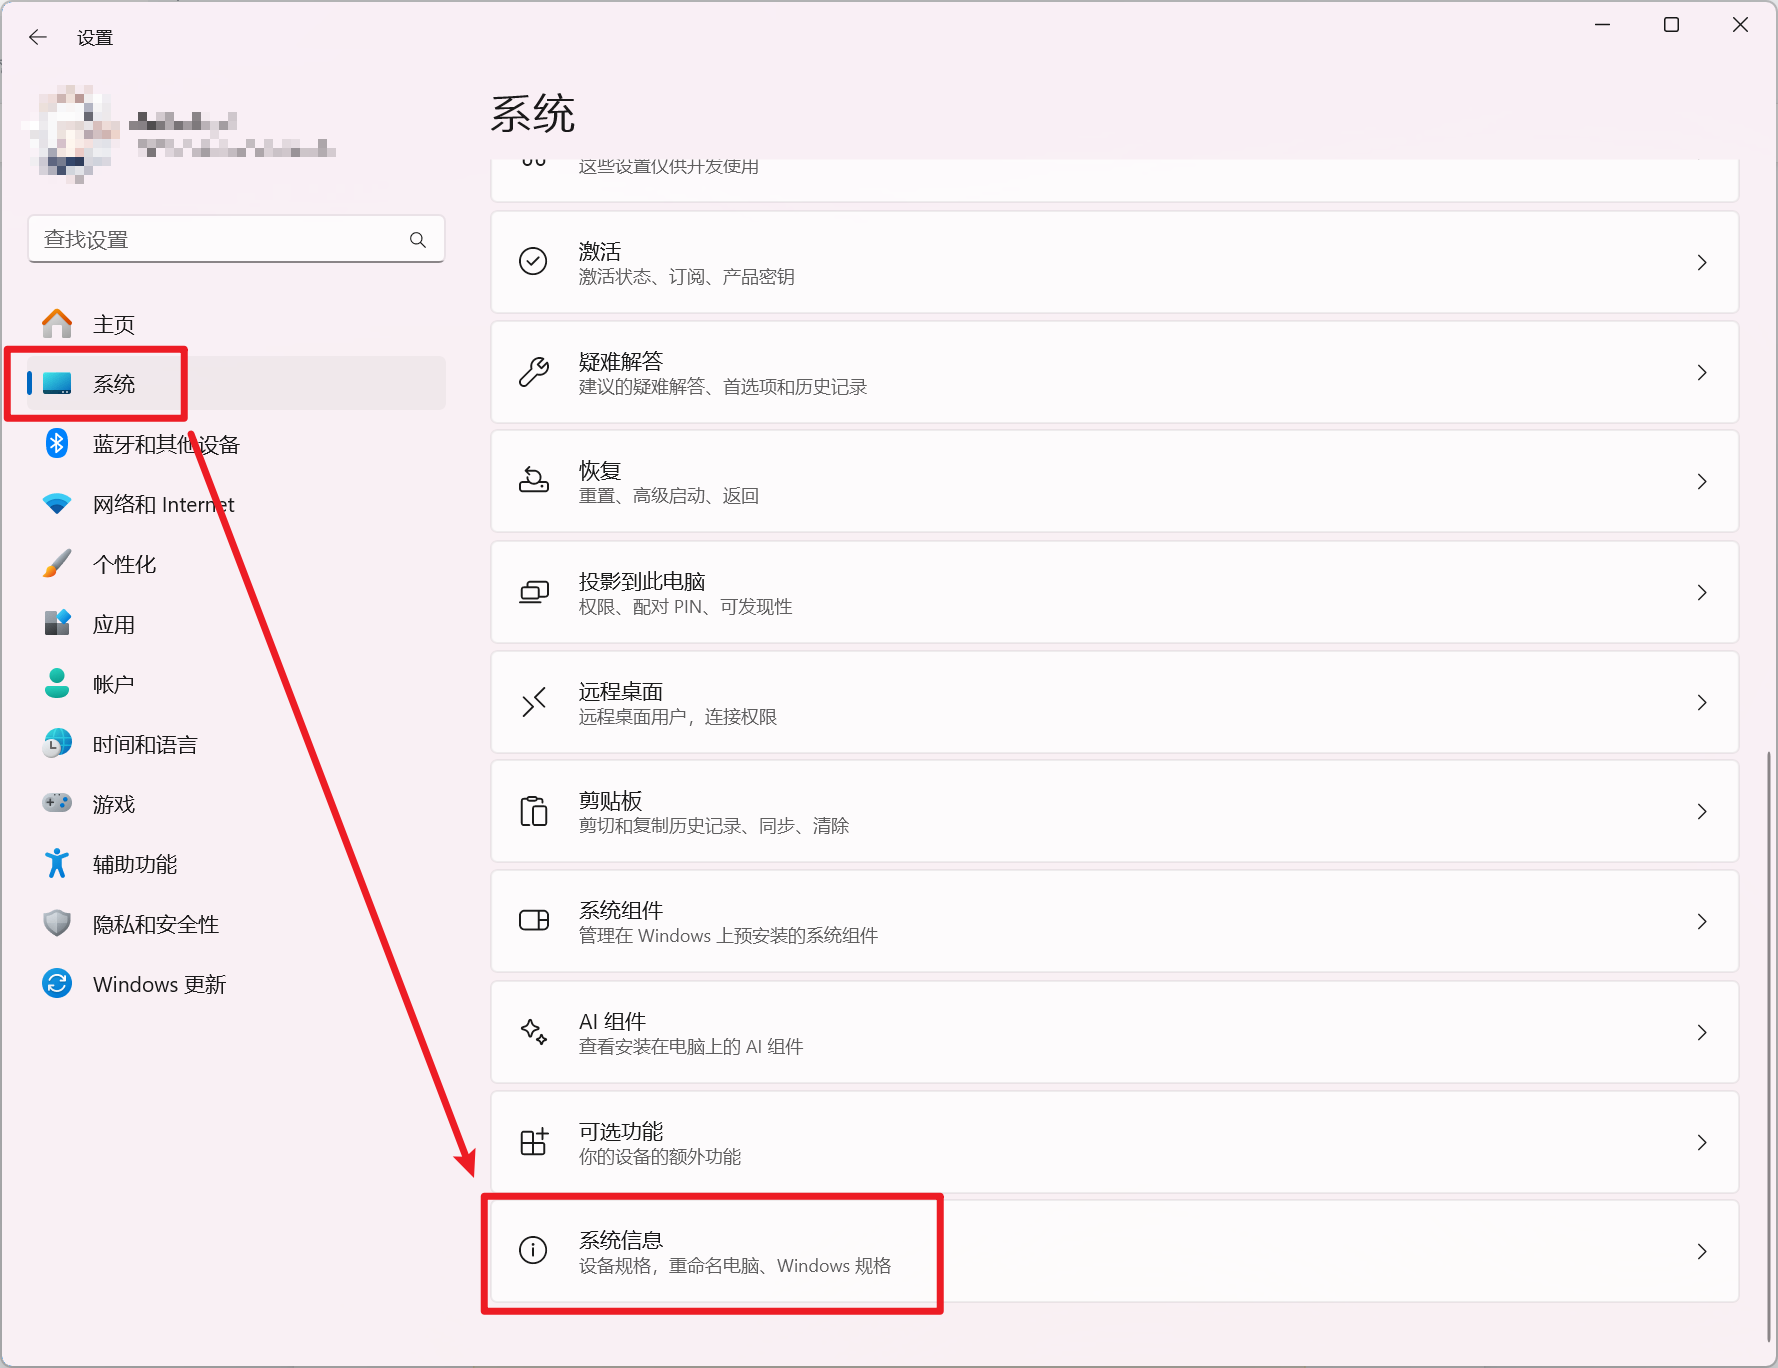 设置
查找设置
主页
系统
蓝牙和其他设备
网络和 Internet
个性化
应用
帐户
时间和语言
游戏
辅助功能
隐私和安全性
Windows 更新
系统
这些设置仅供开发使用
激活
激活状态、订阅、产品密钥
疑难解答
建议的疑难解答、首选项和历史记录
恢复
重置、高级启动、返回
投影到此电脑
权限、配对 PIN、可发现性
远程桌面
远程桌面用户，连接权限
剪贴板
剪切和复制历史记录、同步、清除
系统组件
管理在 Windows 上预安装的系统组件
AI 组件
查看安装在电脑上的 AI 组件
可选功能
你的设备的额外功能
系统信息
设备规格，重命名电脑、Windows 规格